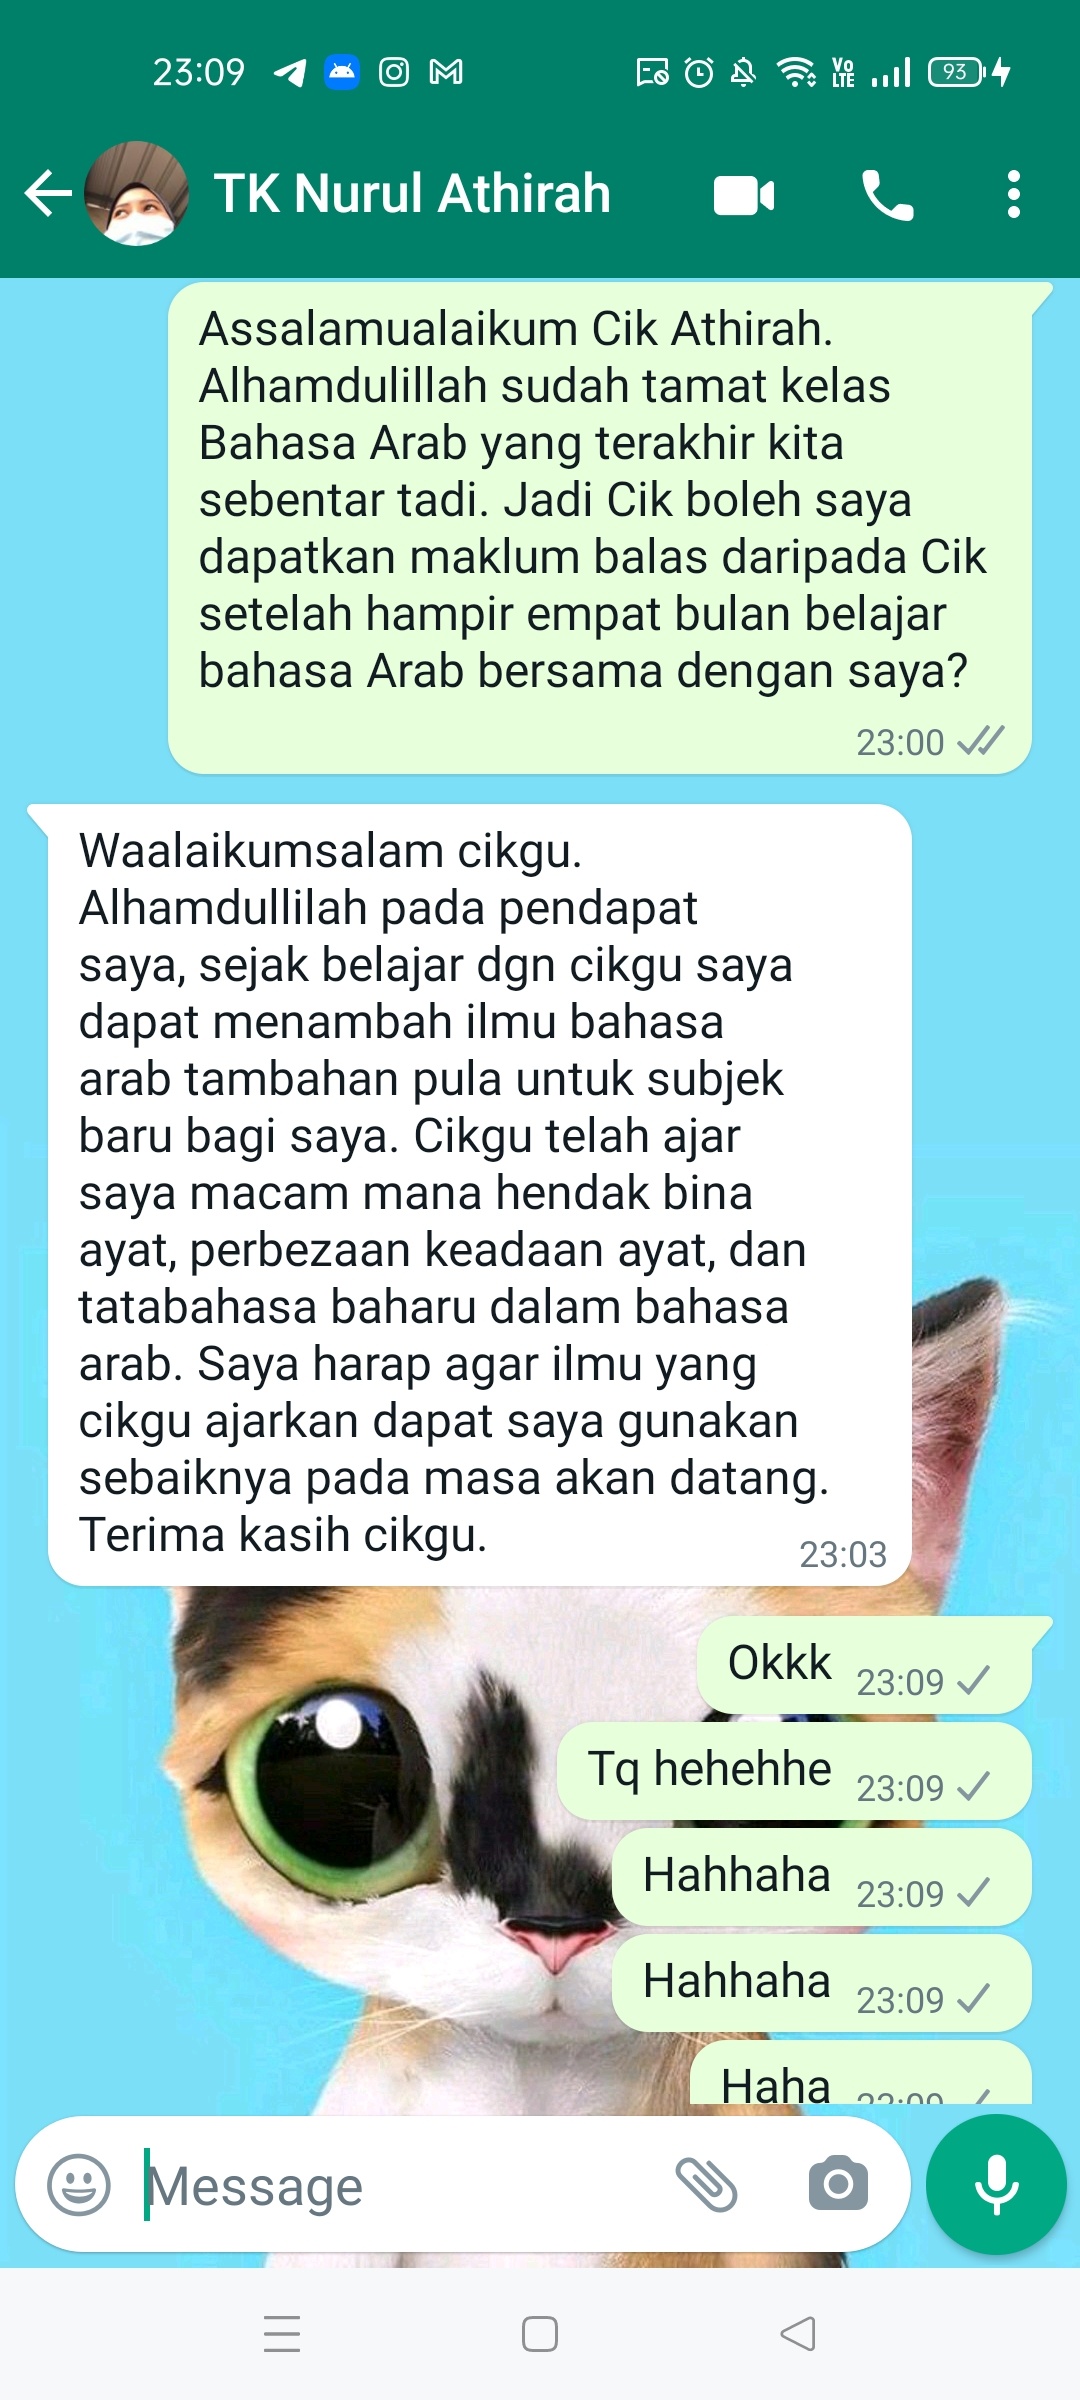 23:09
Vo
LTE
93
TK Nurul Athirah
Assalamualaikum Cik Athirah.
Alhamdulillah sudah tamat kelas
Bahasa Arab yang terakhir kita
sebentar tadi. Jadi Cik boleh saya
dapatkan maklum balas daripada Cik
setelah hampir empat bulan belajar
bahasa Arab bersama dengan saya?
23:00
Waalaikumsalam cikgu.
Alhamdullilah pada pendapat
saya, sejak belajar dgn cikgu saya
dapat menambah ilmu bahasa
arab tambahan pula untuk subjek
baru bagi saya. Cikgu telah ajar
saya macam mana hendak bina
ayat, perbezaan keadaan ayat, dan
tatabahasa baharu dalam bahasa
arab. Saya harap agar ilmu yang
cikgu ajarkan dapat saya gunakan
sebaiknya pada masa akan datang.
Terima kasih cikgu.
23:03
Okkk 23:09
Tq hehehhe 23:09
Hahhaha 23:09
Hahhaha 23:09
Haha 23:09
Message